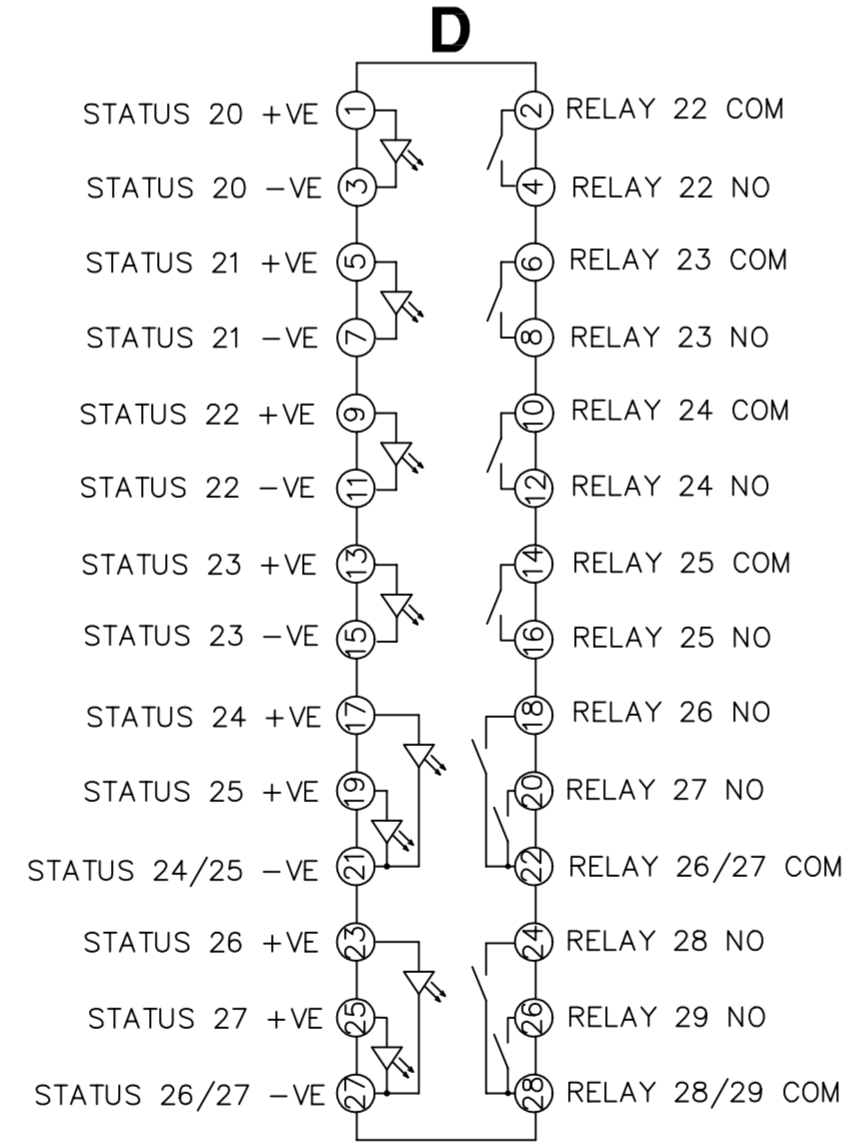 D
STATUS 20 +VE 1 2 RELAY 22 COM
STATUS 20 −VE 3 4 RELAY 22 NO
STATUS 21 +VE 5 6 RELAY 23 COM
STATUS 21 −VE 7 8 RELAY 23 NO
STATUS 22 +VE 9 10 RELAY 24 COM
STATUS 22 −VE 11 12 RELAY 24 NO
STATUS 23 +VE 13 14 RELAY 25 COM
STATUS 23 −VE 15 16 RELAY 25 NO
STATUS 24 +VE 17 18 RELAY 26 NO
STATUS 25 +VE 19 20 RELAY 27 NO
STATUS 24/25 −VE 21 22 RELAY 26/27 COM
STATUS 26 +VE 23 24 RELAY 28 NO
STATUS 27 +VE 25 26 RELAY 29 NO
STATUS 26/27 −VE 27 28 RELAY 28/29 COM